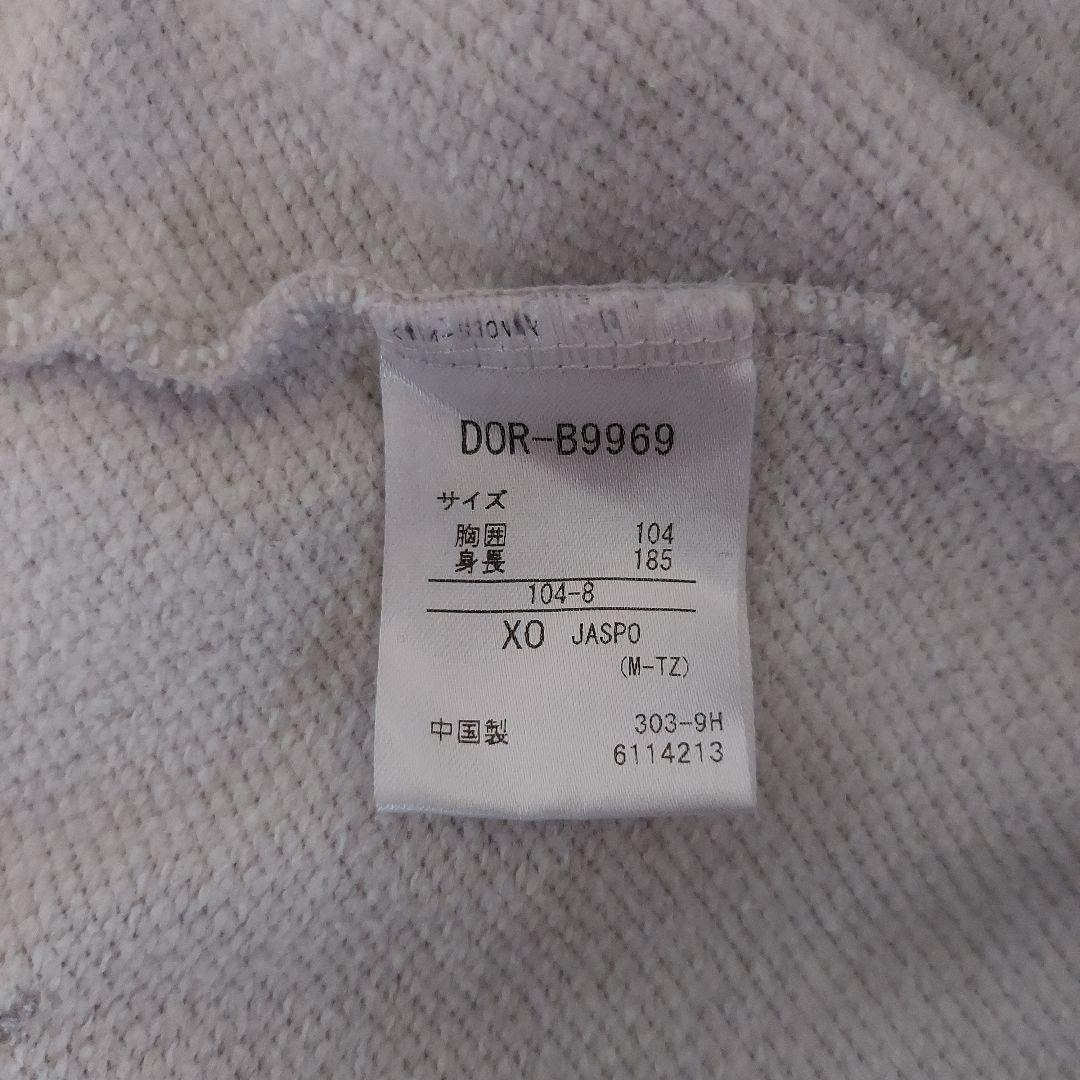 DOR-B9969
サイズ
胸囲 104
身長 185
104-8
XO JASPO
(M-TZ)
中国製 303-9H
6114213